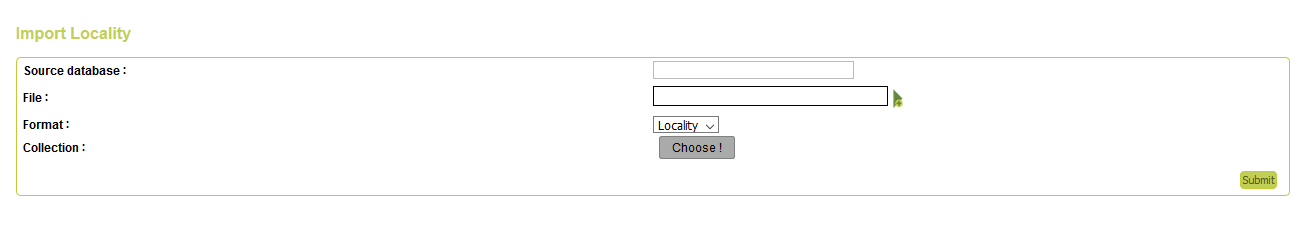 Import Locality
Source database :
File :
Format :
Locality
Collection :
Choose !
Submit